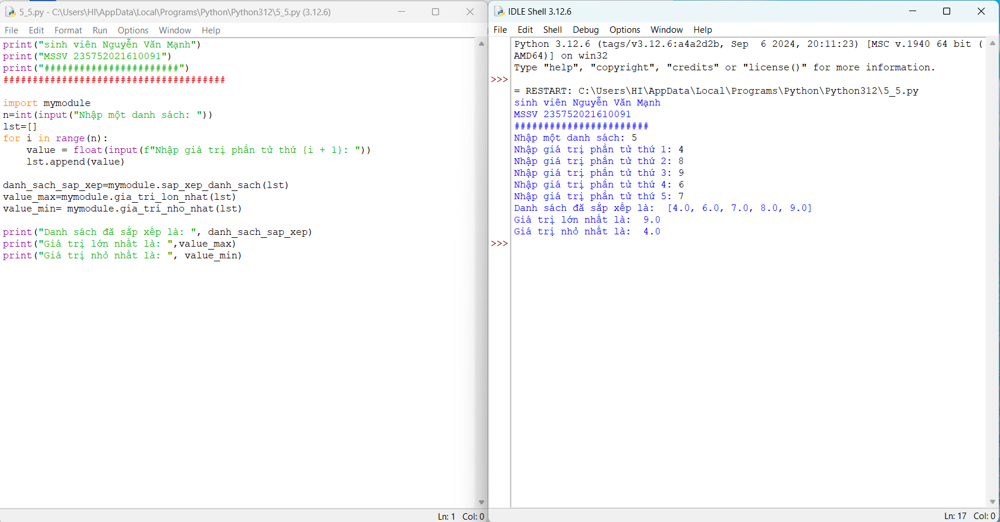 5_5.py - C:\Users\HI\AppData\Local\Programs\Python\Python312\5_5.py (3.12.6)
File Edit Format Run Options Window Help
print("sinh viên Nguyễn Văn Mạnh")
print("MSSV 235752021610091")
print("#######################")
######################################
import mymodule
n=int(input("Nhập một danh sách: "))
lst=[]
for i in range(n):
    value = float(input(f"Nhập giá trị phần tử thứ {i + 1}: "))
    lst.append(value)
danh_sach_sap_xep=mymodule.sap_xep_danh_sach(lst)
value_max=mymodule.gia_tri_lon_nhat(lst)
value_min= mymodule.gia_tri_nho_nhat(lst)
print("Danh sách đã sắp xếp là: ", danh_sach_sap_xep)
print("Giá trị lớn nhất là: ",value_max)
print("Giá trị nhỏ nhất là: ", value_min)
Ln: 1 Col: 0
IDLE Shell 3.12.6
File Edit Shell Debug Options Window Help
Python 3.12.6 (tags/v3.12.6:a4a2d2b, Sep  6 2024, 20:11:23) [MSC v.1940 64 bit (
AMD64)] on win32
Type "help", "copyright", "credits" or "license()" for more information.
>>>
= RESTART: C:\Users\HI\AppData\Local\Programs\Python\Python312\5_5.py
sinh viên Nguyễn Văn Mạnh
MSSV 235752021610091
#######################
Nhập một danh sách: 5
Nhập giá trị phần tử thứ 1: 4
Nhập giá trị phần tử thứ 2: 8
Nhập giá trị phần tử thứ 3: 9
Nhập giá trị phần tử thứ 4: 6
Nhập giá trị phần tử thứ 5: 7
Danh sách đã sắp xếp là:  [4.0, 6.0, 7.0, 8.0, 9.0]
Giá trị lớn nhất là:  9.0
Giá trị nhỏ nhất là:  4.0
>>>
Ln: 17 Col: 0